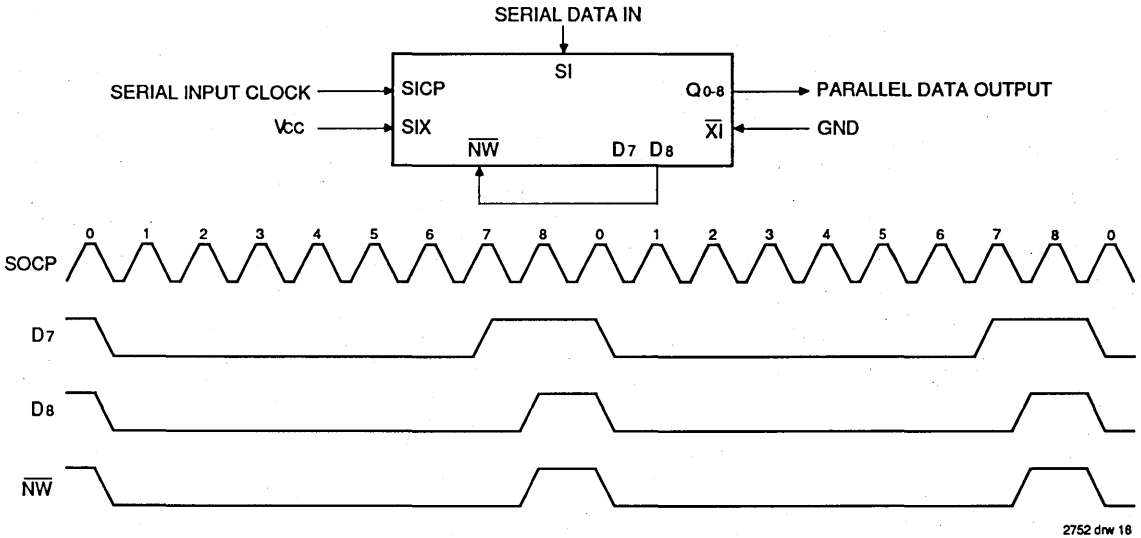 SERIAL DATA IN
SI
SERIAL INPUT CLOCK
SICP
Q0-8
PARALLEL DATA OUTPUT
Vcc
SIX
XI
GND
NW
D7
D8
0 1 2 3 4 5 6 7 8 0 1 2 3 4 5 6 7 8 0
SOCP
D7
D8
NW
2752 drw 16